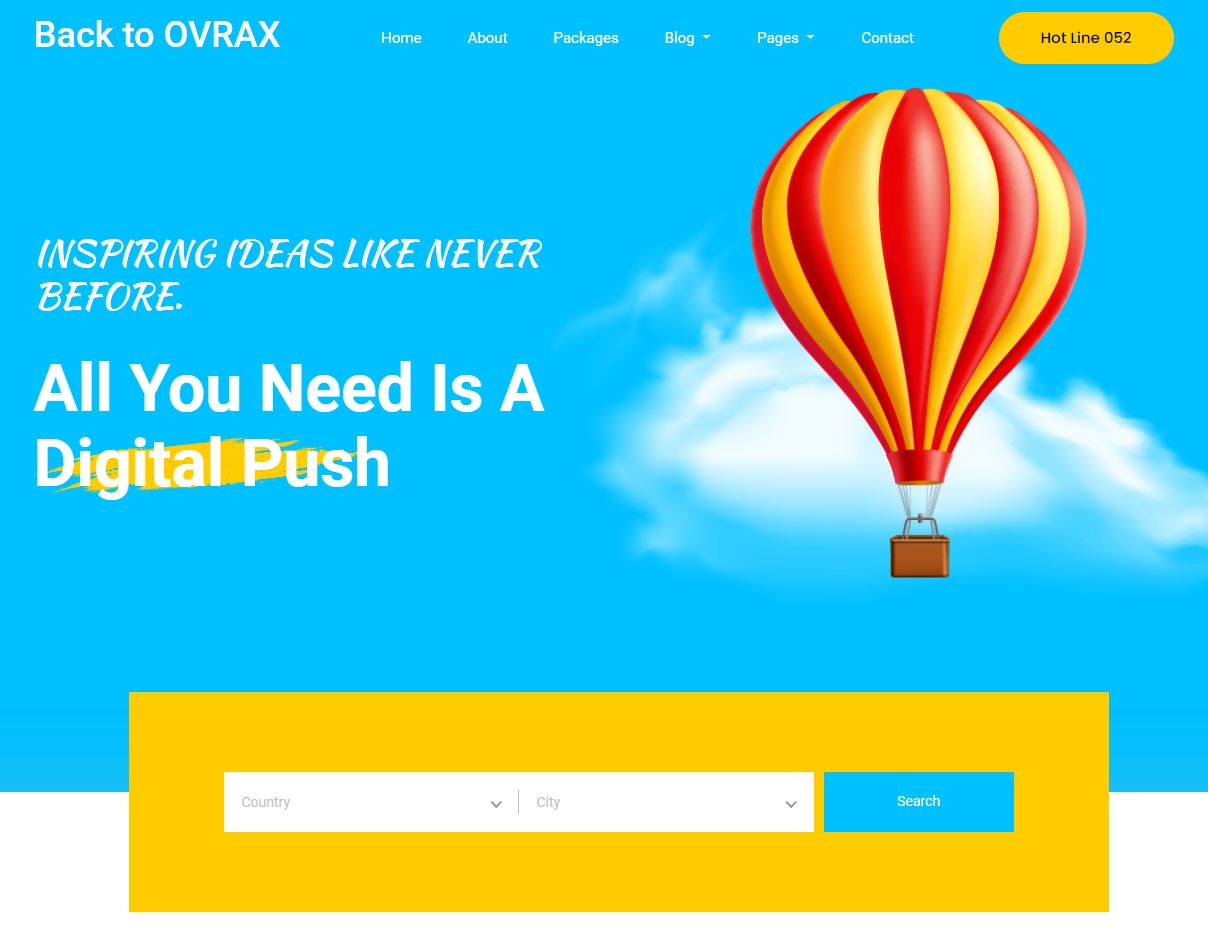 Back to OVRAX
Home About Packages Blog Pages Contact
Hot Line 052
INSPIRING IDEAS LIKE NEVER
BEFORE.
All You Need Is A
Digital Push
Country City Search